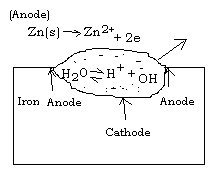 (Anode)
Zn(s) → Zn²⁺ + 2e
H₂O ⇌ H⁺ + OH
Iron Anode Anode
Cathode